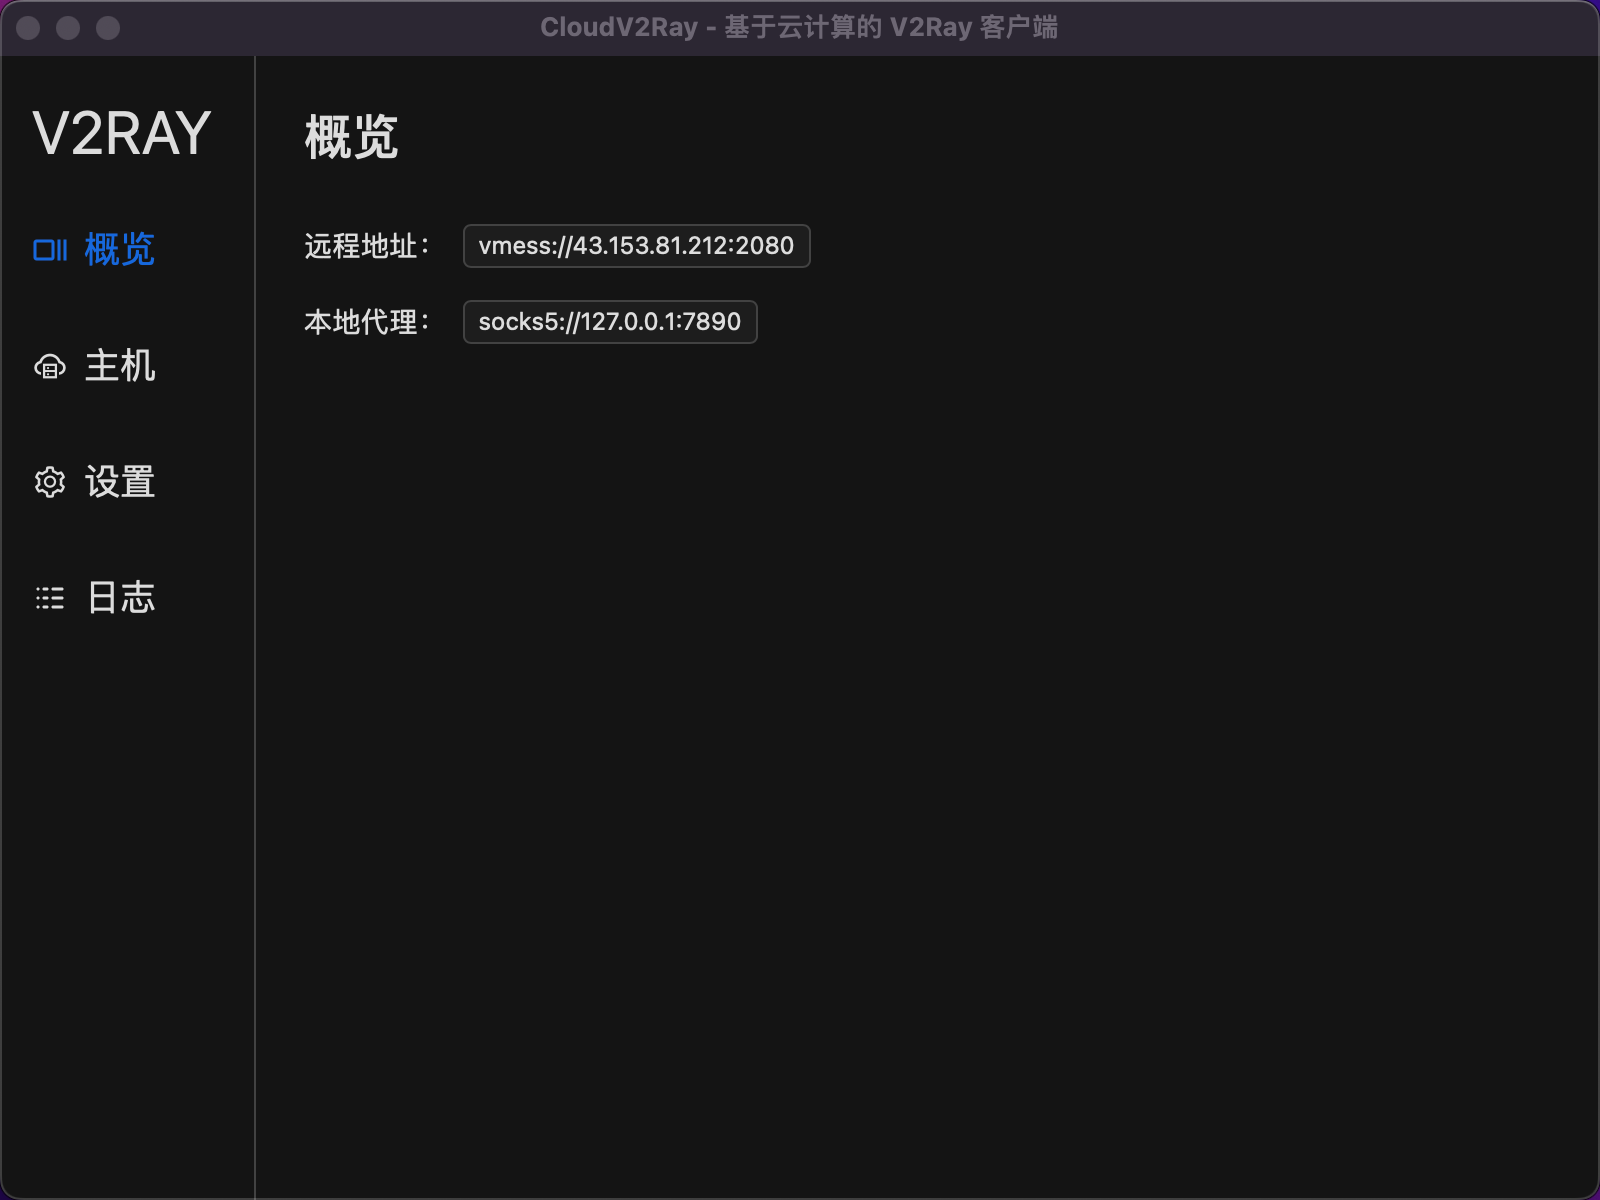 CloudV2Ray - 基于云计算的 V2Ray 客户端
V2RAY
概览
主机
设置
日志
概览
远程地址： vmess://43.153.81.212:2080
本地代理： socks5://127.0.0.1:7890